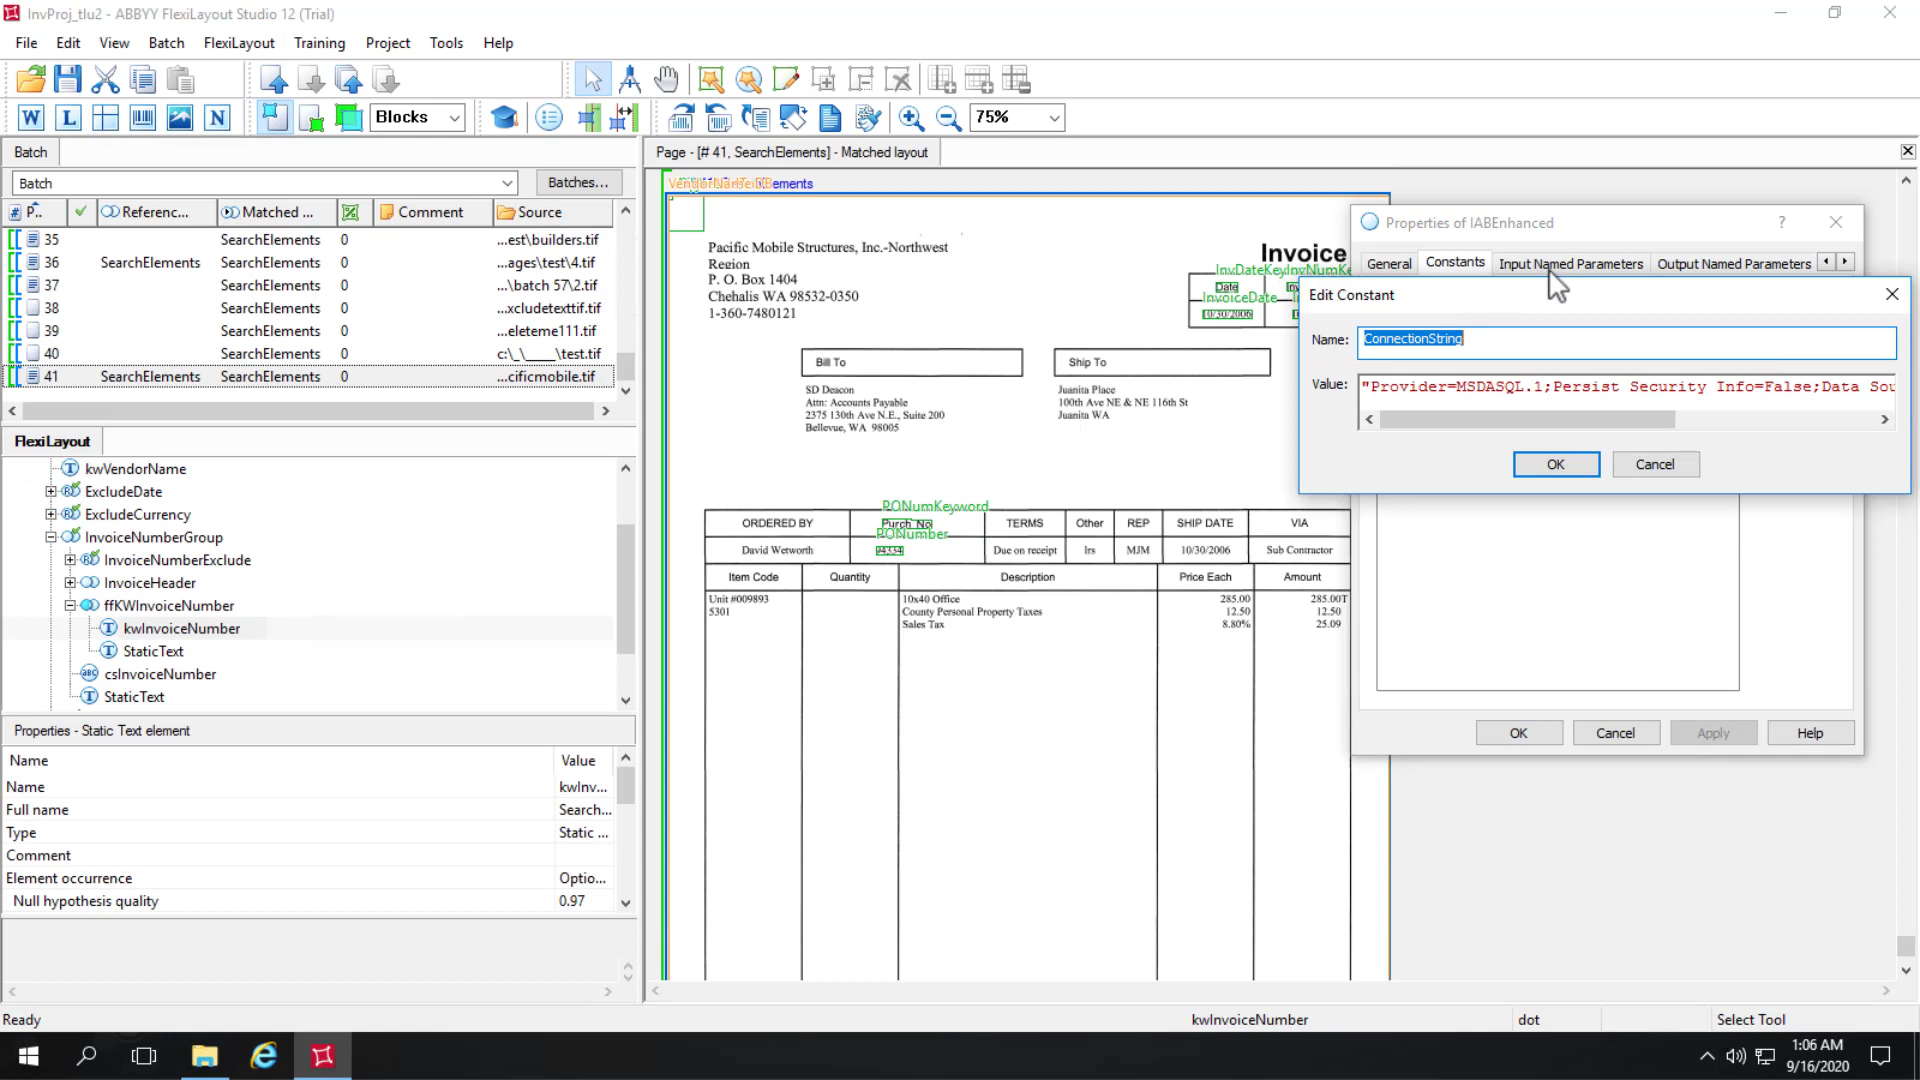 InvProj_tlu2 - ABBYY FlexiLayout Studio 12 (Trial)
File Edit View Batch FlexiLayout Training Project Tools Help
W L N Blocks 75%
Batch
Page - [# 41, SearchElements] - Matched layout
Batch Batches...
# P.. Referenc... Matched ... Comment Source
35 SearchElements 0 ...est\builders.tif
36 SearchElements SearchElements 0 ...ages\test\4.tif
37 SearchElements 0 ...\batch 57\2.tif
38 SearchElements 0 ...xcludetexttif.tif
39 SearchElements 0 ...eleteme111.tif
40 SearchElements 0 c:\_\____\test.tif
41 SearchElements SearchElements 0 ...cificmobile.tif
FlexiLayout
kwVendorName
ExcludeDate
ExcludeCurrency
InvoiceNumberGroup
InvoiceNumberExclude
InvoiceHeader
ffKWInvoiceNumber
kwInvoiceNumber
StaticText
csInvoiceNumber
StaticText
Properties - Static Text element
Name Value
Name kwInv...
Full name Search...
Type Static ...
Comment
Element occurrence Optio...
Null hypothesis quality 0.97
Pacific Mobile Structures, Inc.-Northwest
Region
P. O. Box 1404
Chehalis WA 98532-0350
1-360-7480121
Invoice
Date
InvoiceDate
10/30/2006
Bill To
Ship To
SD Deacon
Attn: Accounts Payable
2375 130th Ave N.E., Suite 200
Bellevue, WA 98005
Juanita Place
100th Ave NE & NE 116th St
Juanita WA
PONumKeyword
ORDERED BY Purch_No TERMS Other REP SHIP DATE VIA
PONumber
David Wetworth Due on receipt lrs MJM 10/30/2006 Sub Contractor
Item Code Quantity Description Price Each Amount
Unit #009893 10x40 Office 285.00 285.00T
5301 County Personal Property Taxes 12.50 12.50
Sales Tax 8.80% 25.09
Properties of IABEnhanced ?
General Constants Input Named Parameters Output Named Parameters
Edit Constant
Name: ConnectionString
Value: "Provider=MSDASQL.1;Persist Security Info=False;Data Sou
OK Cancel
OK Cancel Apply Help
Ready kwInvoiceNumber dot Select Tool
1:06 AM
9/16/2020